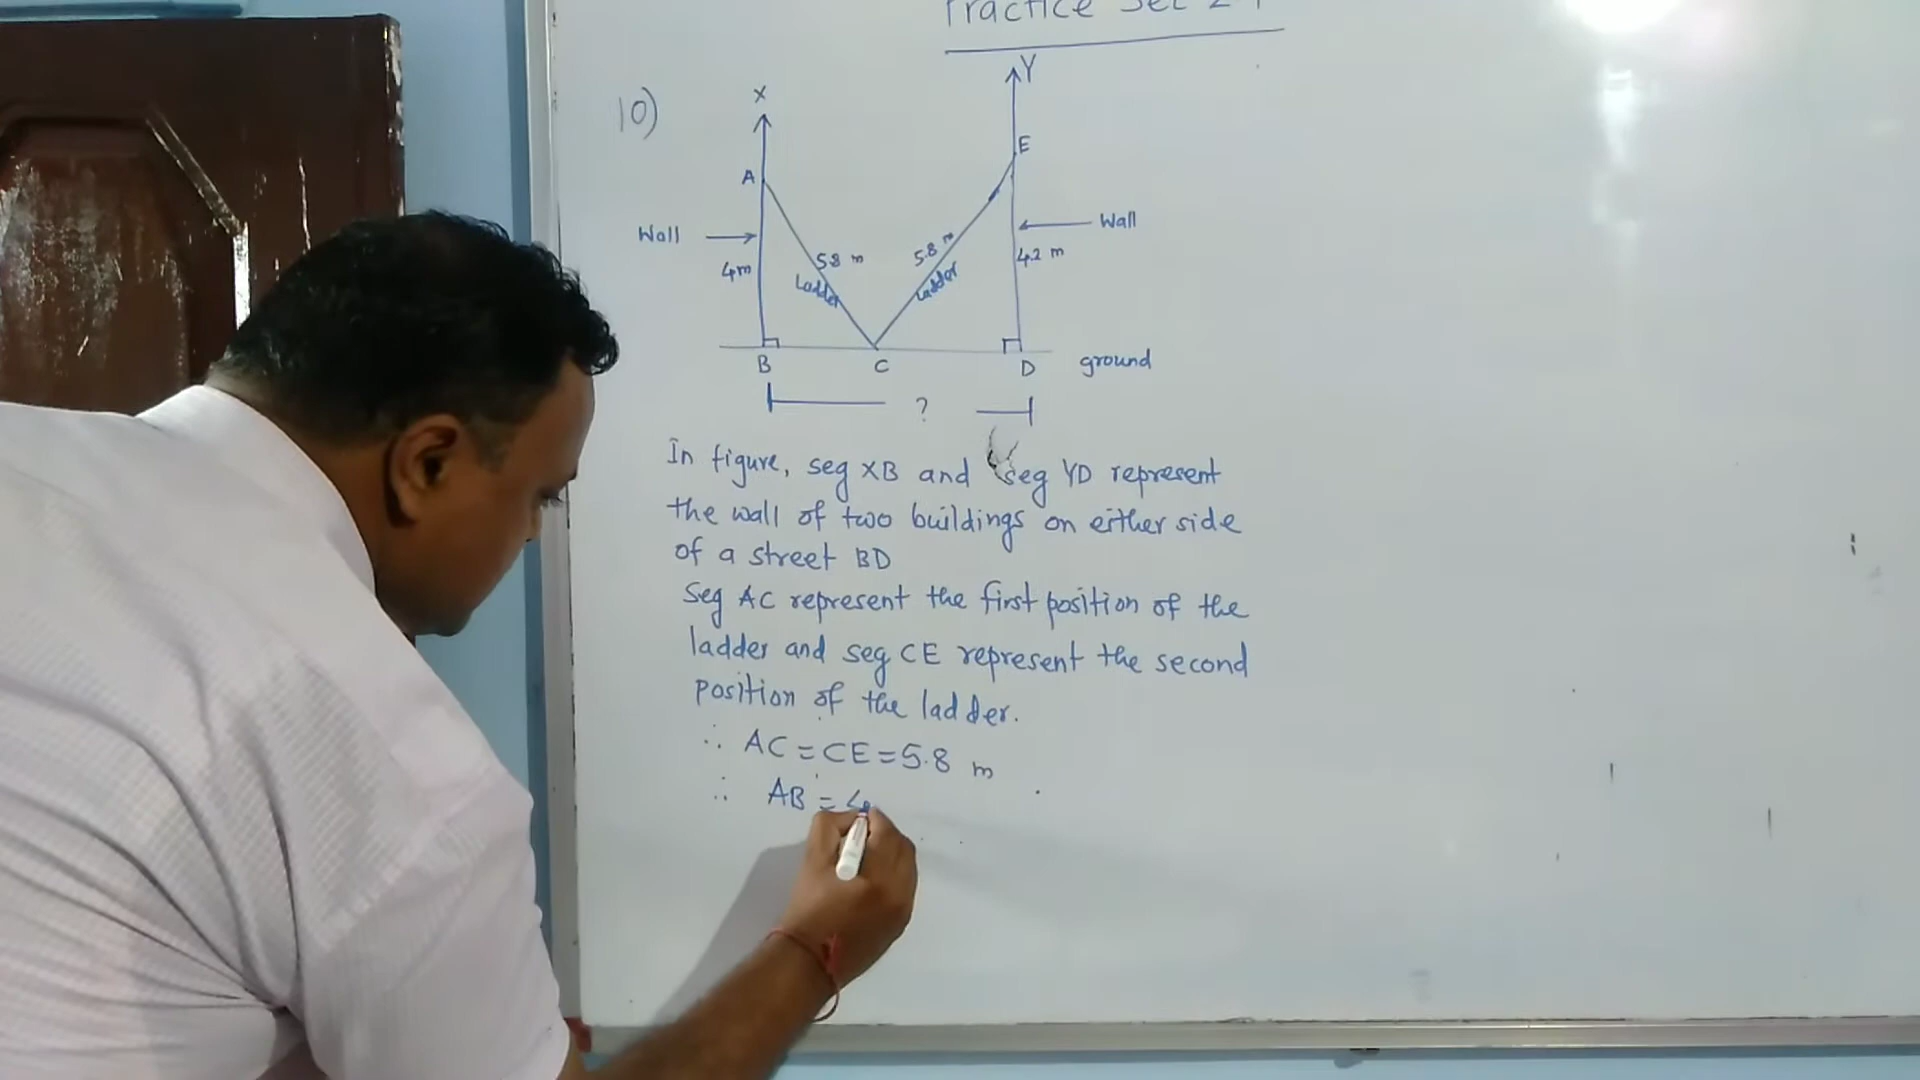 Practice Set 2.1
10)
X
Y
A
E
Wall
Wall
4m
5.8 m
Ladder
5.8 m
Ladder
4.2 m
B
C
D
ground
?
In figure, seg XB and seg YD represent
the wall of two buildings on either side
of a street BD
Seg AC represent the first position of the
ladder and seg CE represent the second
position of the ladder.
∴ AC = CE = 5.8 m
∴ AB = 4